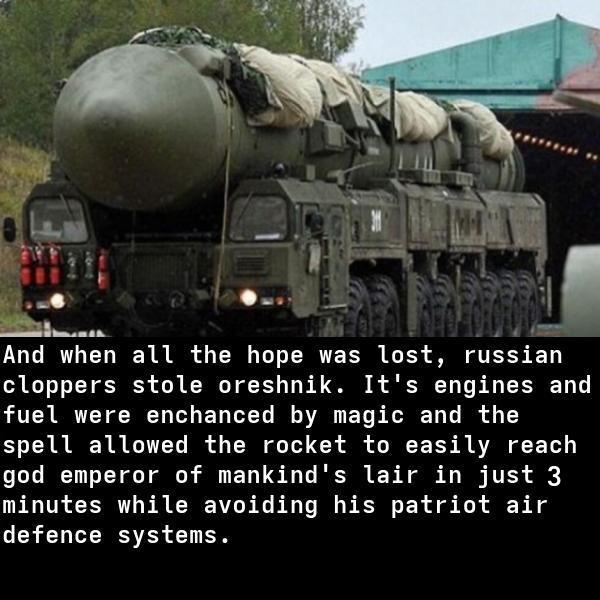 311
And when all the hope was lost, russian
cloppers stole oreshnik. It's engines and
fuel were enchanced by magic and the
spell allowed the rocket to easily reach
god emperor of mankind's lair in just 3
minutes while avoiding his patriot air
defence systems.